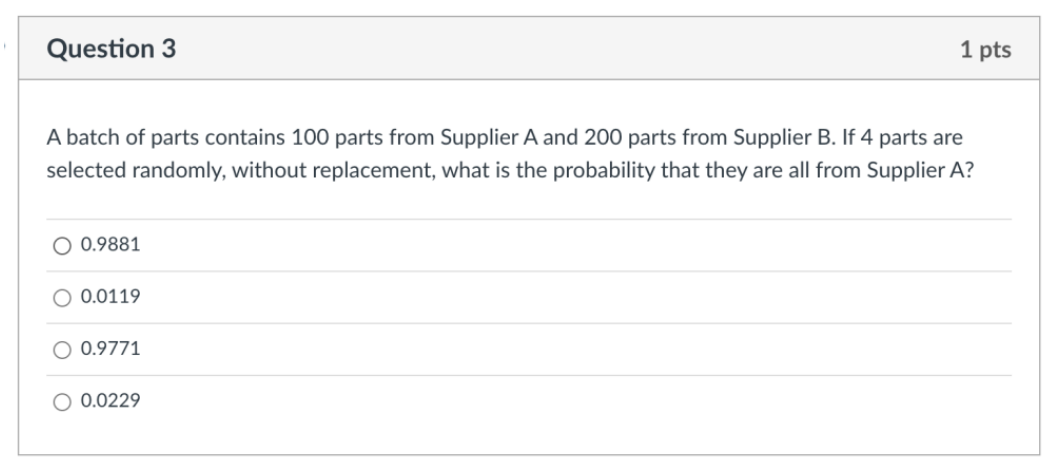 Question 3
1 pts
A batch of parts contains 100 parts from Supplier A and 200 parts from Supplier B. If 4 parts are
selected randomly, without replacement, what is the probability that they are all from Supplier A?
0.9881
0.0119
0.9771
0.0229